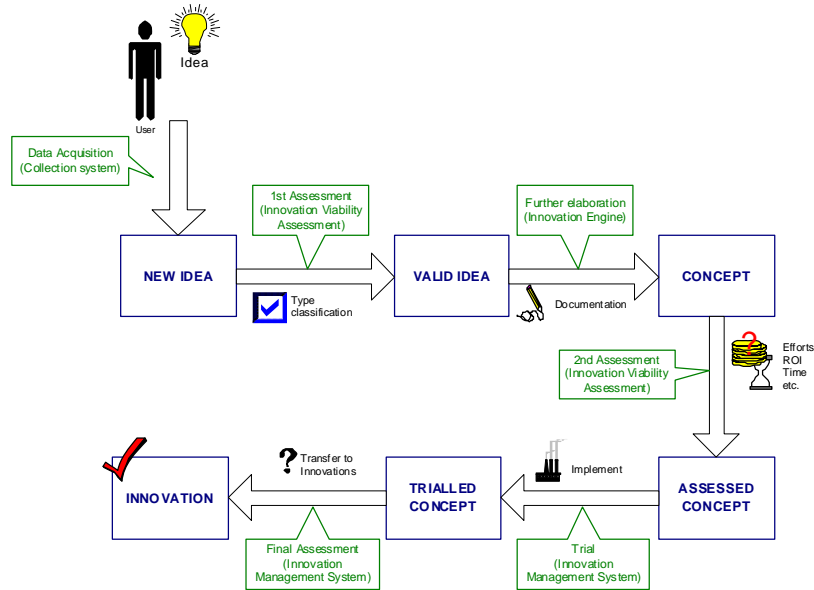 Idea
User
Data Acquisition
(Collection system)
1st Assessment
(Innovation Viability
Assessment)
Further elaboration
(Innovation Engine)
NEW IDEA
VALID IDEA
CONCEPT
Type
classification
Documentation
2nd Assessment
(Innovation Viability
Assessment)
?
Efforts
ROI
Time
etc.
?
Transfer to
Innovations
Implement
INNOVATION
TRIALLED
CONCEPT
ASSESSED
CONCEPT
Final Assessment
(Innovation
Management System)
Trial
(Innovation
Management System)